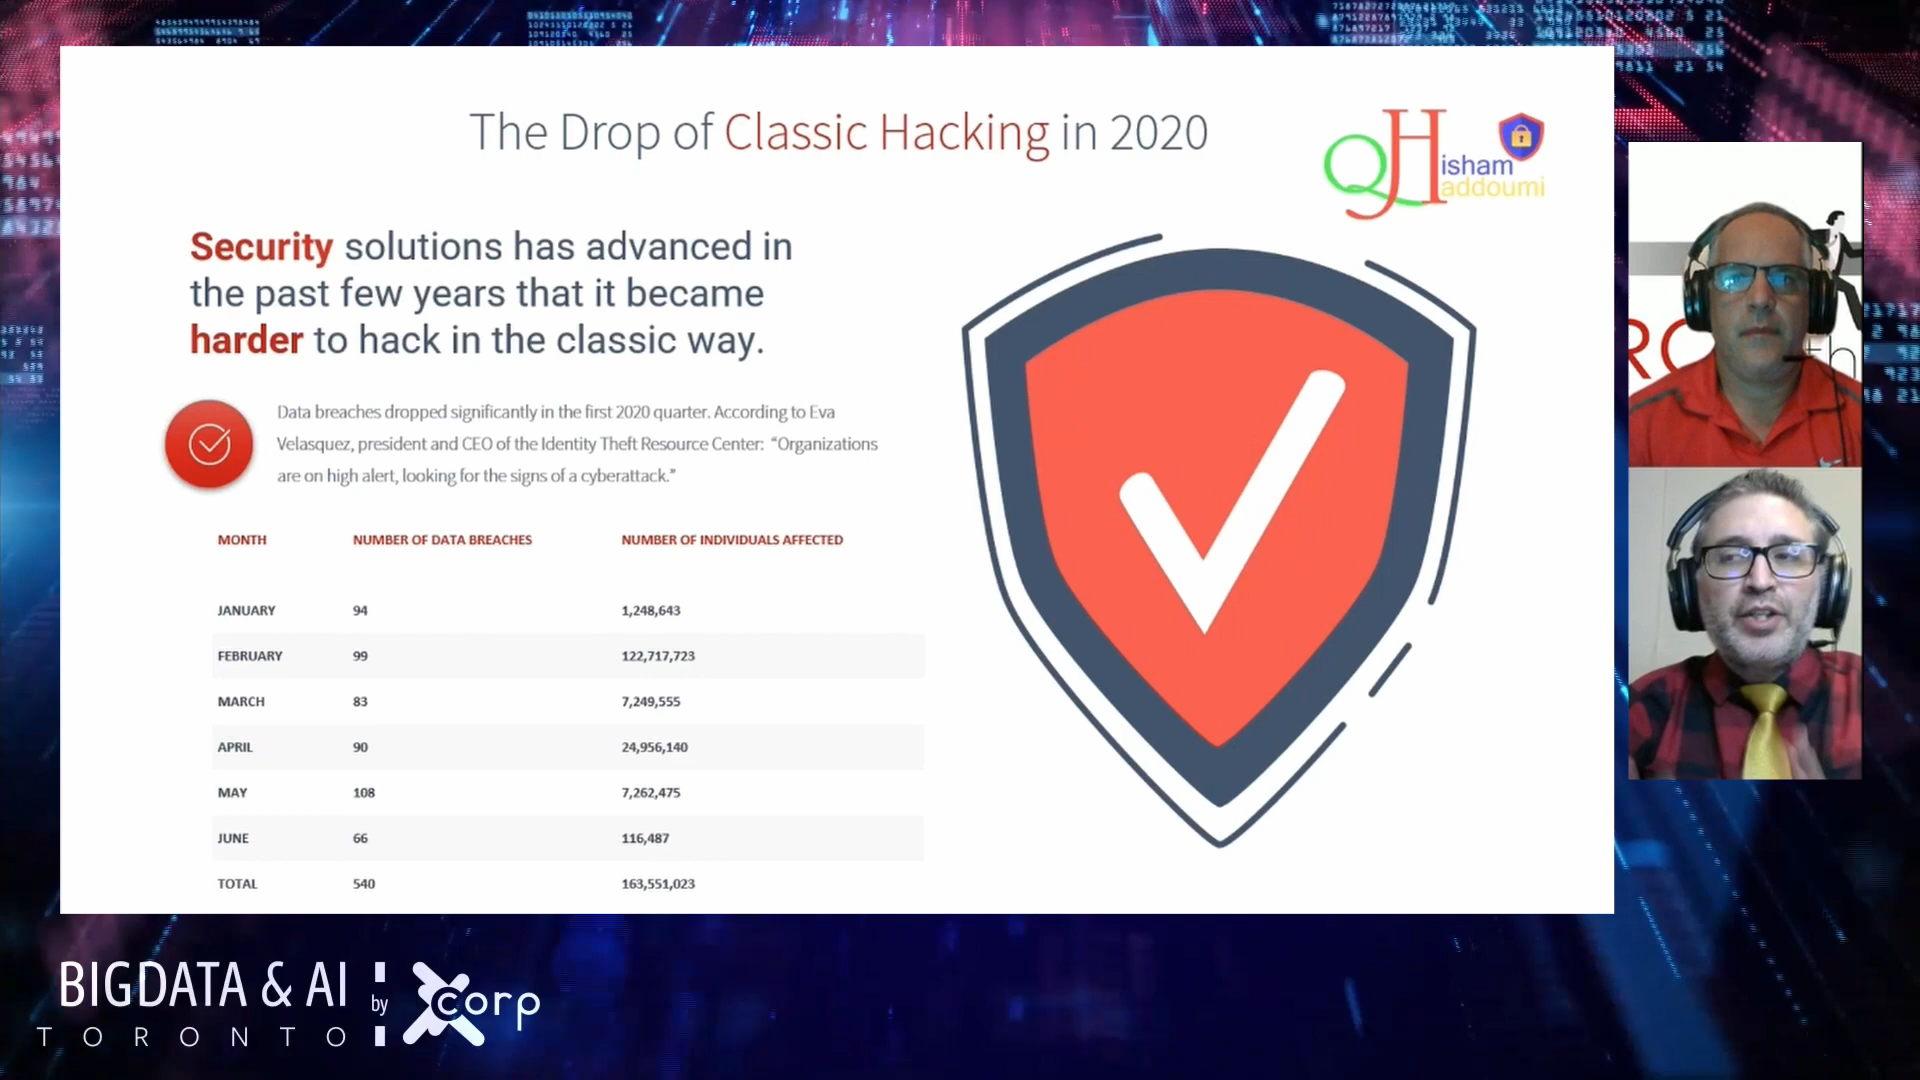 The Drop of Classic Hacking in 2020
QHisham
Qaddoumi
Security solutions has advanced in
the past few years that it became
harder to hack in the classic way.
Data breaches dropped significantly in the first 2020 quarter. According to Eva
Velasquez, president and CEO of the Identity Theft Resource Center: “Organizations
are on high alert, looking for the signs of a cyberattack.”
MONTH NUMBER OF DATA BREACHES NUMBER OF INDIVIDUALS AFFECTED
JANUARY 94 1,248,643
FEBRUARY 99 122,717,723
MARCH 83 7,249,555
APRIL 90 24,956,140
MAY 108 7,262,475
JUNE 66 116,487
TOTAL 540 163,551,023
BIGDATA & AI by corp
TORONTO